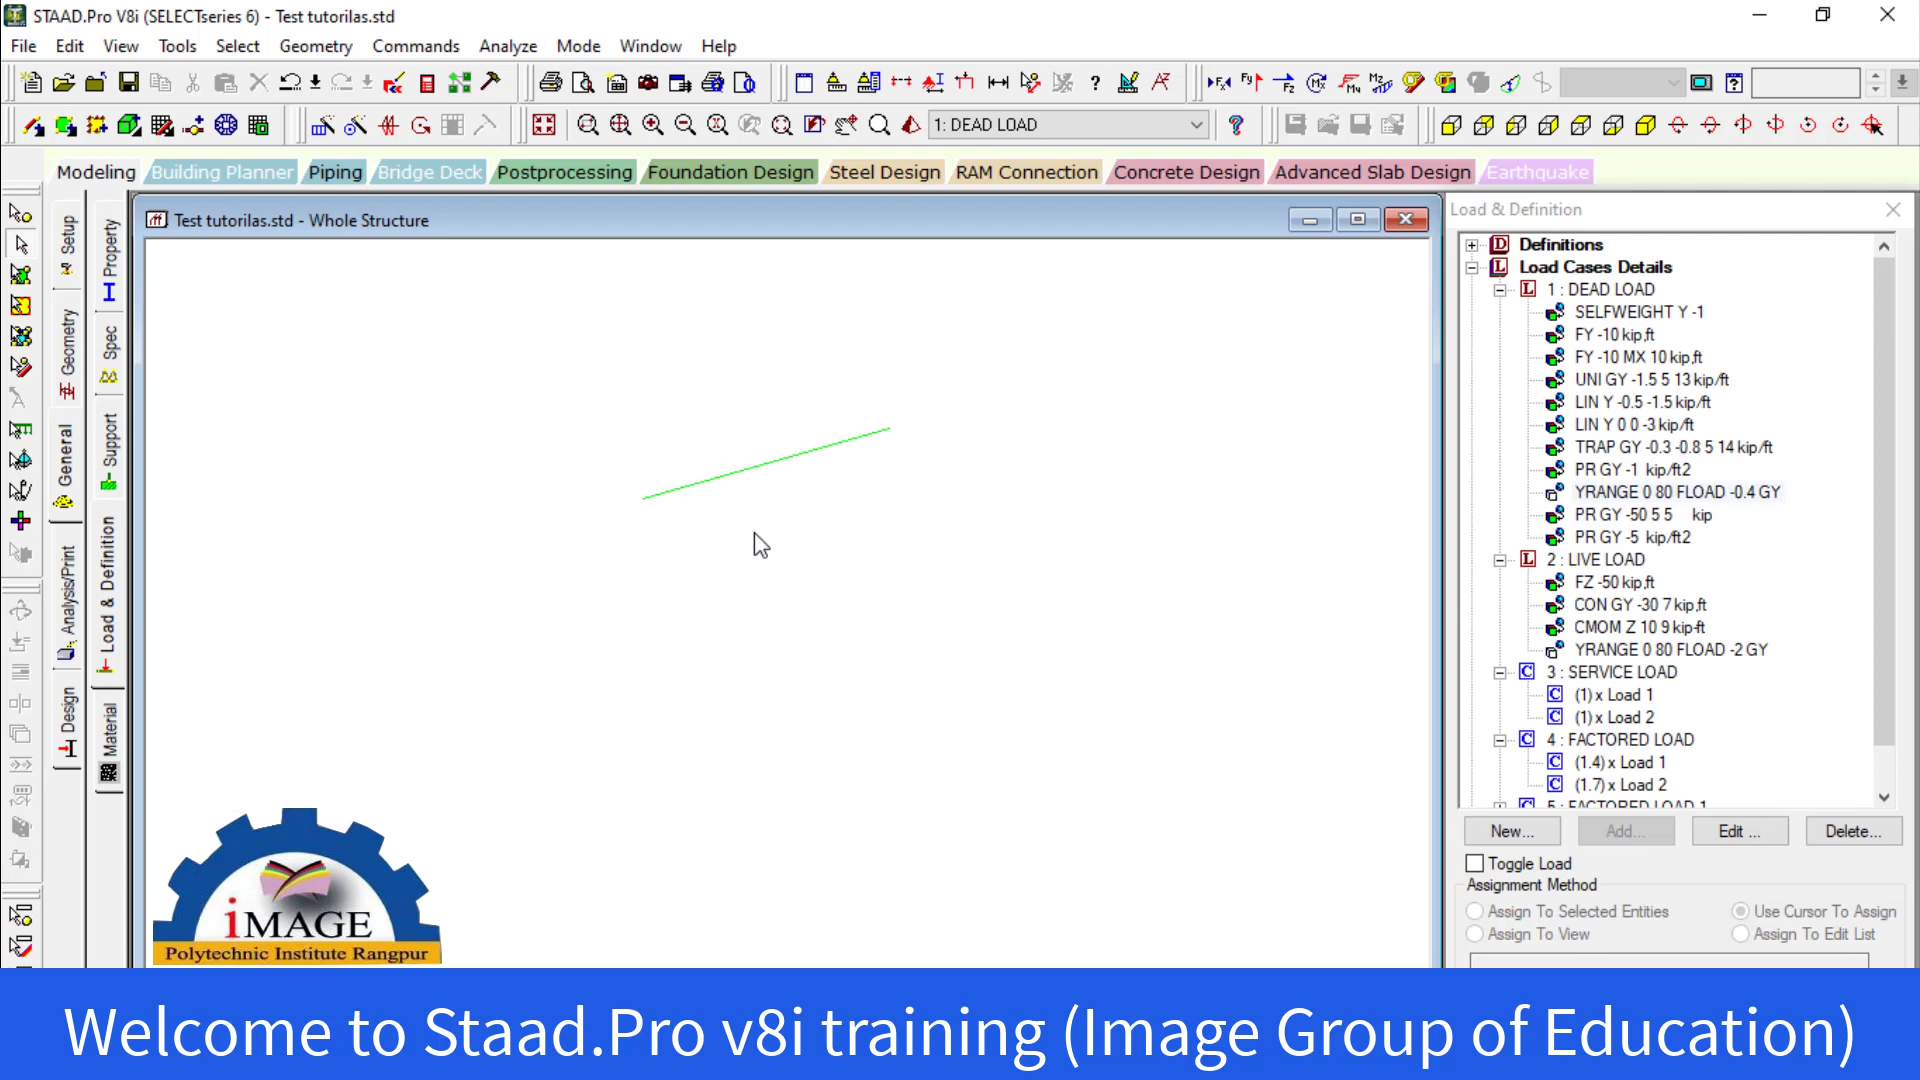 STAAD.Pro V8i (SELECTseries 6) - Test tutorilas.std
File Edit View Tools Select Geometry Commands Analyze Mode Window Help
1: DEAD LOAD
Modeling Building Planner Piping Bridge Deck Postprocessing Foundation Design Steel Design RAM Connection Concrete Design Advanced Slab Design Earthquake
Setup
Geometry
General
Analysis/Print
Design
Property
Spec
Support
Load & Definition
Material
Test tutorilas.std - Whole Structure
iMAGE
Polytechnic Institute Rangpur
Load & Definition
Definitions
Load Cases Details
1 : DEAD LOAD
SELFWEIGHT Y -1
FY -10 kip,ft
FY -10 MX 10 kip,ft
UNI GY -1.5 5 13 kip/ft
LIN Y -0.5 -1.5 kip/ft
LIN Y 0 0 -3 kip/ft
TRAP GY -0.3 -0.8 5 14 kip/ft
PR GY -1 kip/ft2
YRANGE 0 80 FLOAD -0.4 GY
PR GY -50 5 5 kip
PR GY -5 kip/ft2
2 : LIVE LOAD
FZ -50 kip,ft
CON GY -30 7 kip,ft
CMOM Z 10 9 kip-ft
YRANGE 0 80 FLOAD -2 GY
3 : SERVICE LOAD
(1) x Load 1
(1) x Load 2
4 : FACTORED LOAD
(1.4) x Load 1
(1.7) x Load 2
5 : FACTORED LOAD 1
New... Add... Edit ... Delete...
Toggle Load
Assignment Method
Assign To Selected Entities Use Cursor To Assign
Assign To View Assign To Edit List
Welcome to Staad.Pro v8i training (Image Group of Education)